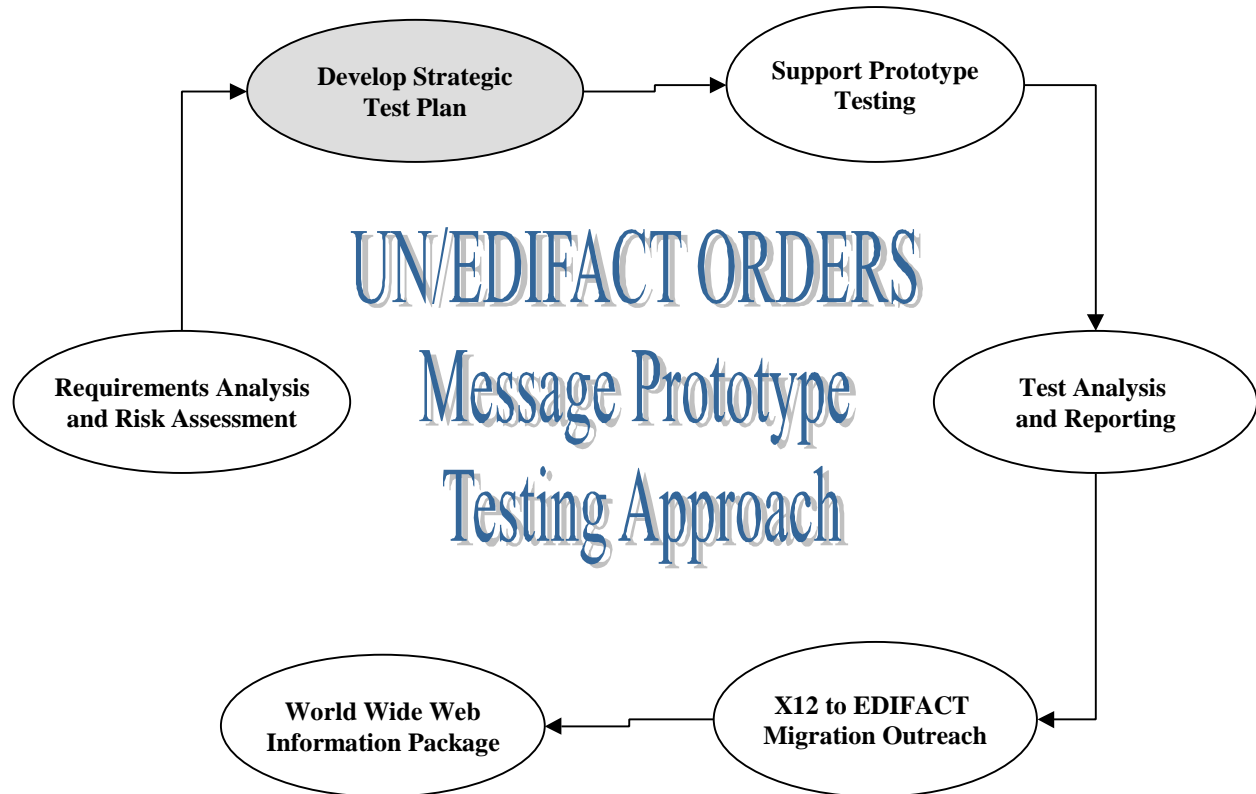 Develop Strategic
Test Plan
Support Prototype
Testing
UN/EDIFACT ORDERS
Message Prototype
Testing Approach
Requirements Analysis
and Risk Assessment
Test Analysis
and Reporting
World Wide Web
Information Package
X12 to EDIFACT
Migration Outreach